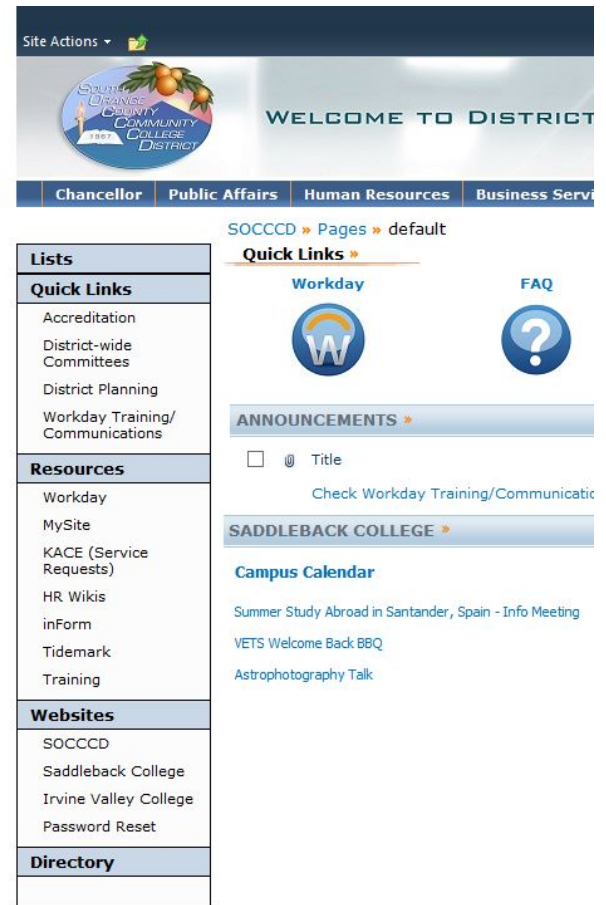 Site Actions
SOUTH
ORANGE
COUNTY
COMMUNITY
COLLEGE
DISTRICT
1967
WELCOME TO DISTRICT
Chancellor Public Affairs Human Resources Business Servi
SOCCCD » Pages » default
Quick Links »
Workday FAQ
W ?
Lists
Quick Links
Accreditation
District-wide
Committees
District Planning
Workday Training/
Communications
Resources
Workday
MySite
KACE (Service
Requests)
HR Wikis
inForm
Tidemark
Training
Websites
SOCCCD
Saddleback College
Irvine Valley College
Password Reset
Directory
ANNOUNCEMENTS »
Title
Check Workday Training/Communicatio
SADDLEBACK COLLEGE »
Campus Calendar
Summer Study Abroad in Santander, Spain - Info Meeting
VETS Welcome Back BBQ
Astrophotography Talk